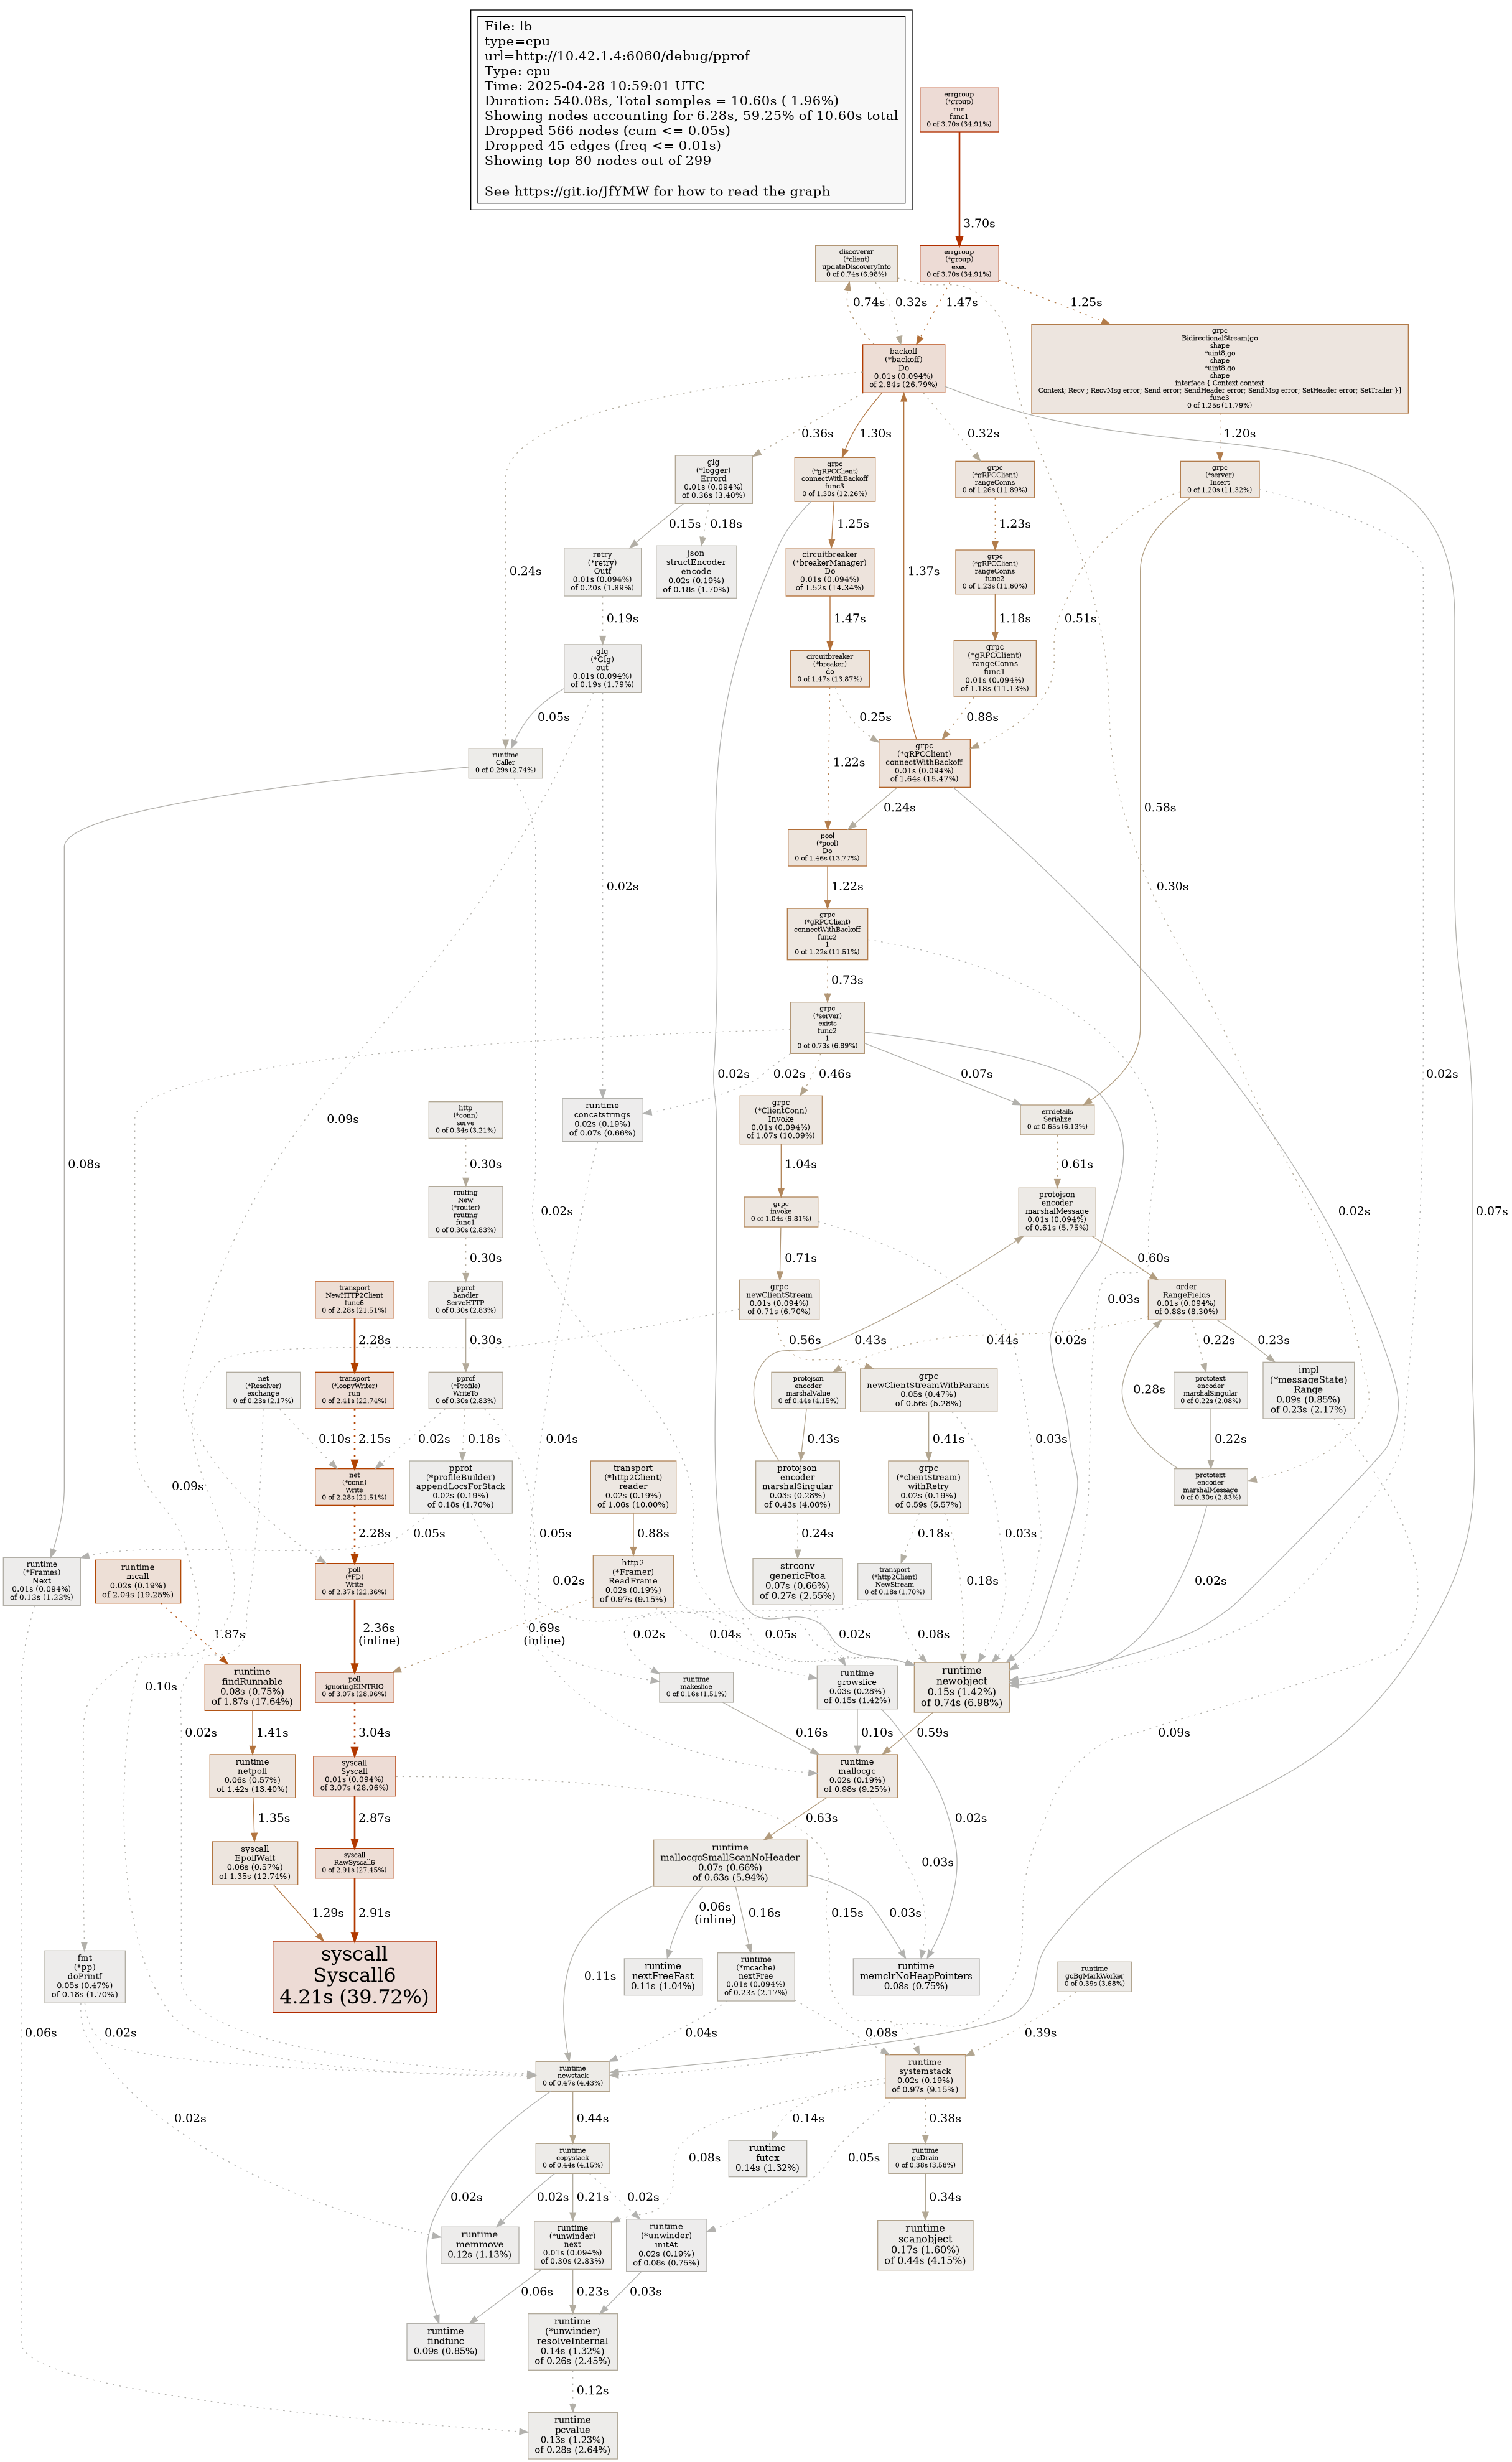 File: lb
type=cpu
url=http://10.42.1.4:6060/debug/pprof
Type: cpu
Time: 2025-04-28 10:59:01 UTC
Duration: 540.08s, Total samples = 10.60s ( 1.96%)
Showing nodes accounting for 6.28s, 59.25% of 10.60s total
Dropped 566 nodes (cum <= 0.05s)
Dropped 45 edges (freq <= 0.01s)
Showing top 80 nodes out of 299
See https://git.io/JfYMW for how to read the graph
errgroup
(*group)
run
func1
0 of 3.70s (34.91%)
3.70s
discoverer
(*client)
updateDiscoveryInfo
0 of 0.74s (6.98%)
errgroup
(*group)
exec
0 of 3.70s (34.91%)
0.74s
0.32s
1.47s
1.25s
grpc
BidirectionalStream[go
shape
*uint8,go
shape
*uint8,go
shape
interface { Context context
Context; Recv ; RecvMsg error; Send error; SendHeader error; SendMsg error; SetHeader error; SetTrailer }]
func3
0 of 1.25s (11.79%)
backoff
(*backoff)
Do
0.01s (0.094%)
of 2.84s (26.79%)
0.36s
1.30s
0.32s
1.20s
glg
(*logger)
Errord
0.01s (0.094%)
of 0.36s (3.40%)
grpc
(*gRPCClient)
connectWithBackoff
func3
0 of 1.30s (12.26%)
grpc
(*gRPCClient)
rangeConns
0 of 1.26s (11.89%)
grpc
(*server)
Insert
0 of 1.20s (11.32%)
0.15s
0.18s
1.25s
1.23s
0.24s
retry
(*retry)
Outf
0.01s (0.094%)
of 0.20s (1.89%)
json
structEncoder
encode
0.02s (0.19%)
of 0.18s (1.70%)
circuitbreaker
(*breakerManager)
Do
0.01s (0.094%)
of 1.52s (14.34%)
1.37s
grpc
(*gRPCClient)
rangeConns
func2
0 of 1.23s (11.60%)
0.19s
1.47s
1.18s
0.51s
glg
(*Glg)
out
0.01s (0.094%)
of 0.19s (1.79%)
circuitbreaker
(*breaker)
do
0 of 1.47s (13.87%)
grpc
(*gRPCClient)
rangeConns
func1
0.01s (0.094%)
of 1.18s (11.13%)
0.05s
0.25s
0.88s
runtime
Caller
0 of 0.29s (2.74%)
1.22s
grpc
(*gRPCClient)
connectWithBackoff
0.01s (0.094%)
of 1.64s (15.47%)
0.24s
0.58s
pool
(*pool)
Do
0 of 1.46s (13.77%)
0.02s
1.22s
0.30s
grpc
(*gRPCClient)
connectWithBackoff
func2
1
0 of 1.22s (11.51%)
0.73s
grpc
(*server)
exists
func2
1
0 of 0.73s (6.89%)
0.02s
0.02s
0.46s
0.07s
0.02s
http
(*conn)
serve
0 of 0.34s (3.21%)
0.09s
runtime
concatstrings
0.02s (0.19%)
of 0.07s (0.66%)
grpc
(*ClientConn)
Invoke
0.01s (0.094%)
of 1.07s (10.09%)
errdetails
Serialize
0 of 0.65s (6.13%)
0.08s
0.30s
1.04s
0.61s
routing
New
(*router)
routing
func1
0 of 0.30s (2.83%)
0.02s
grpc
invoke
0 of 1.04s (9.81%)
protojson
encoder
marshalMessage
0.01s (0.094%)
of 0.61s (5.75%)
0.02s
0.07s
0.30s
0.71s
0.60s
transport
NewHTTP2Client
func6
0 of 2.28s (21.51%)
pprof
handler
ServeHTTP
0 of 0.30s (2.83%)
grpc
newClientStream
0.01s (0.094%)
of 0.71s (6.70%)
0.03s
order
RangeFields
0.01s (0.094%)
of 0.88s (8.30%)
2.28s
0.30s
0.56s
0.43s
0.44s
0.02s
0.22s
0.23s
net
(*Resolver)
exchange
0 of 0.23s (2.17%)
transport
(*loopyWriter)
run
0 of 2.41s (22.74%)
pprof
(*Profile)
WriteTo
0 of 0.30s (2.83%)
protojson
encoder
marshalValue
0 of 0.44s (4.15%)
grpc
newClientStreamWithParams
0.05s (0.47%)
of 0.56s (5.28%)
0.28s
prototext
encoder
marshalSingular
0 of 0.22s (2.08%)
impl
(*messageState)
Range
0.09s (0.85%)
of 0.23s (2.17%)
0.10s
2.15s
0.02s
0.18s
0.04s
0.43s
0.41s
0.03s
0.22s
0.09s
net
(*conn)
Write
0 of 2.28s (21.51%)
pprof
(*profileBuilder)
appendLocsForStack
0.02s (0.19%)
of 0.18s (1.70%)
transport
(*http2Client)
reader
0.02s (0.19%)
of 1.06s (10.00%)
protojson
encoder
marshalSingular
0.03s (0.28%)
of 0.43s (4.06%)
grpc
(*clientStream)
withRetry
0.02s (0.19%)
of 0.59s (5.57%)
prototext
encoder
marshalMessage
0 of 0.30s (2.83%)
2.28s
0.05s
0.05s
0.88s
0.24s
0.18s
0.03s
runtime
(*Frames)
Next
0.01s (0.094%)
of 0.13s (1.23%)
runtime
mcall
0.02s (0.19%)
of 2.04s (19.25%)
poll
(*FD)
Write
0 of 2.37s (22.36%)
0.02s
http2
(*Framer)
ReadFrame
0.02s (0.19%)
of 0.97s (9.15%)
strconv
genericFtoa
0.07s (0.66%)
of 0.27s (2.55%)
transport
(*http2Client)
NewStream
0 of 0.18s (1.70%)
0.18s
0.02s
1.87s
2.36s
(inline)
0.69s
(inline)
0.02s
0.04s
0.05s
0.02s
0.08s
0.10s
runtime
findRunnable
0.08s (0.75%)
of 1.87s (17.64%)
poll
ignoringEINTRIO
0 of 3.07s (28.96%)
runtime
makeslice
0 of 0.16s (1.51%)
runtime
growslice
0.03s (0.28%)
of 0.15s (1.42%)
runtime
newobject
0.15s (1.42%)
of 0.74s (6.98%)
0.02s
1.41s
3.04s
0.16s
0.10s
0.59s
0.09s
runtime
netpoll
0.06s (0.57%)
of 1.42s (13.40%)
syscall
Syscall
0.01s (0.094%)
of 3.07s (28.96%)
runtime
mallocgc
0.02s (0.19%)
of 0.98s (9.25%)
1.35s
2.87s
0.63s
0.02s
syscall
EpollWait
0.06s (0.57%)
of 1.35s (12.74%)
syscall
RawSyscall6
0 of 2.91s (27.45%)
runtime
mallocgcSmallScanNoHeader
0.07s (0.66%)
of 0.63s (5.94%)
0.03s
1.29s
2.91s
0.06s
(inline)
0.16s
0.15s
0.03s
fmt
(*pp)
doPrintf
0.05s (0.47%)
of 0.18s (1.70%)
syscall
Syscall6
4.21s (39.72%)
0.11s
runtime
nextFreeFast
0.11s (1.04%)
runtime
(*mcache)
nextFree
0.01s (0.094%)
of 0.23s (2.17%)
runtime
memclrNoHeapPointers
0.08s (0.75%)
runtime
gcBgMarkWorker
0 of 0.39s (3.68%)
0.06s
0.02s
0.04s
0.08s
0.39s
runtime
newstack
0 of 0.47s (4.43%)
runtime
systemstack
0.02s (0.19%)
of 0.97s (9.15%)
0.02s
0.44s
0.14s
0.38s
runtime
copystack
0 of 0.44s (4.15%)
0.08s
runtime
futex
0.14s (1.32%)
0.05s
runtime
gcDrain
0 of 0.38s (3.58%)
0.02s
0.02s
0.21s
0.02s
0.34s
runtime
memmove
0.12s (1.13%)
runtime
(*unwinder)
next
0.01s (0.094%)
of 0.30s (2.83%)
runtime
(*unwinder)
initAt
0.02s (0.19%)
of 0.08s (0.75%)
runtime
scanobject
0.17s (1.60%)
of 0.44s (4.15%)
0.06s
0.23s
0.03s
runtime
findfunc
0.09s (0.85%)
runtime
(*unwinder)
resolveInternal
0.14s (1.32%)
of 0.26s (2.45%)
0.12s
runtime
pcvalue
0.13s (1.23%)
of 0.28s (2.64%)